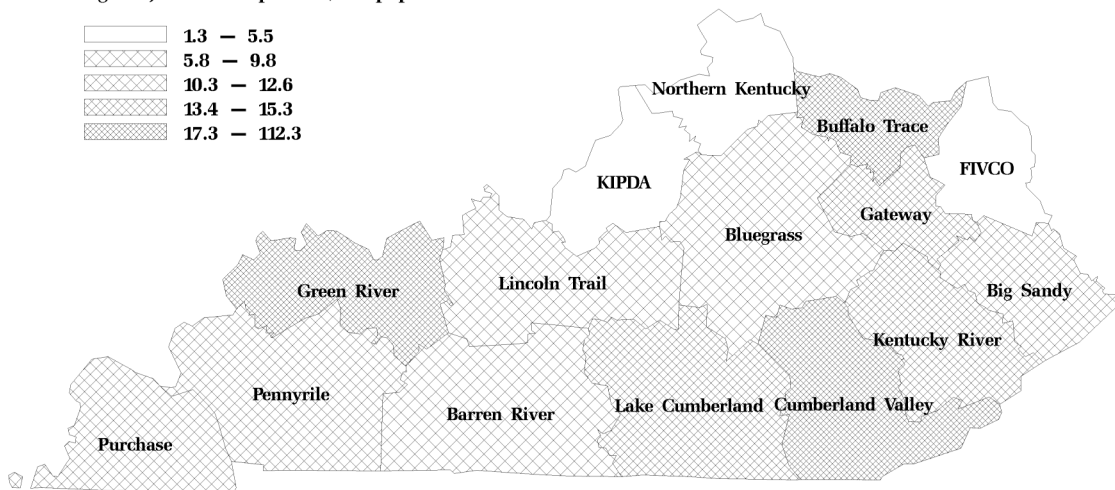 1.3 – 5.5
5.8 – 9.8
10.3 – 12.6
13.4 – 15.3
17.3 – 112.3
Northern Kentucky
Buffalo Trace
KIPDA
FIVCO
Gateway
Bluegrass
Lincoln Trail
Green River
Big Sandy
Kentucky River
Pennyrile
Barren River
Lake Cumberland
Cumberland Valley
Purchase